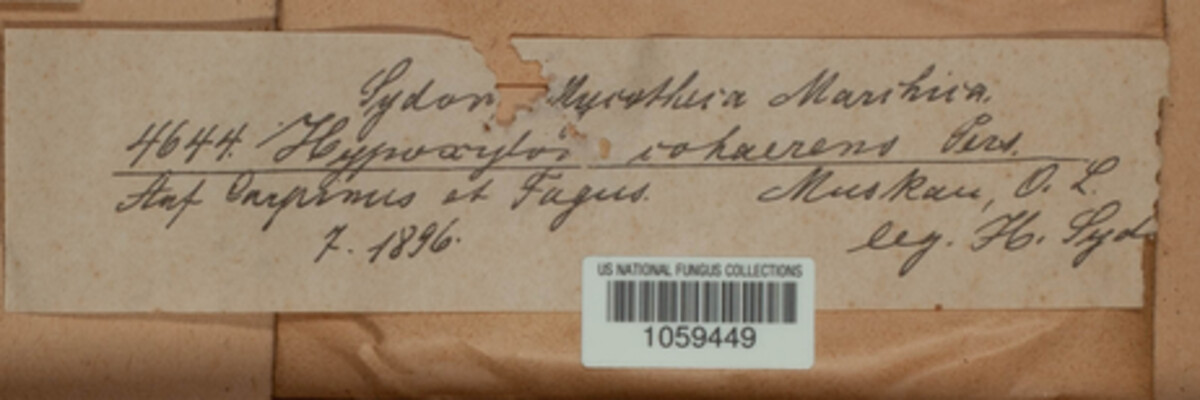 Sydow Mycotheca Marchica.
4644. Hypoxylon cohaerens Pers.
Auf Carpinus et Fagus. Muskau, O. L.
7. 1896. leg. H. Syd
US NATIONAL FUNGUS COLLECTIONS
1059449